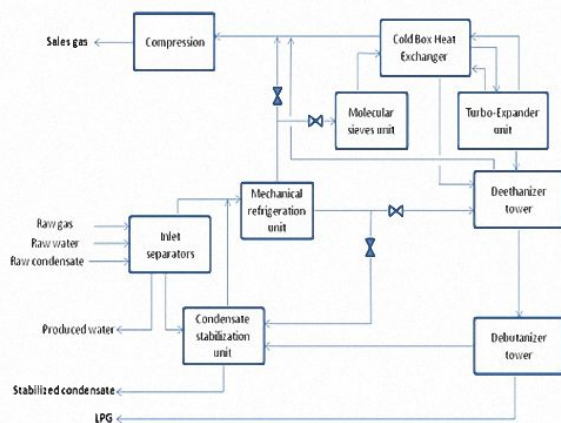 Sales gas
Compression
Cold Box Heat
Exchanger
Molecular
sieves unit
Turbo-Expander
unit
Mechanical
refrigeration
unit
Deethanizer
tower
Raw gas
Raw water
Raw condensate
Inlet
separators
Produced water
Condensate
stabilization
unit
Debutanizer
tower
Stabilized condensate
LPG